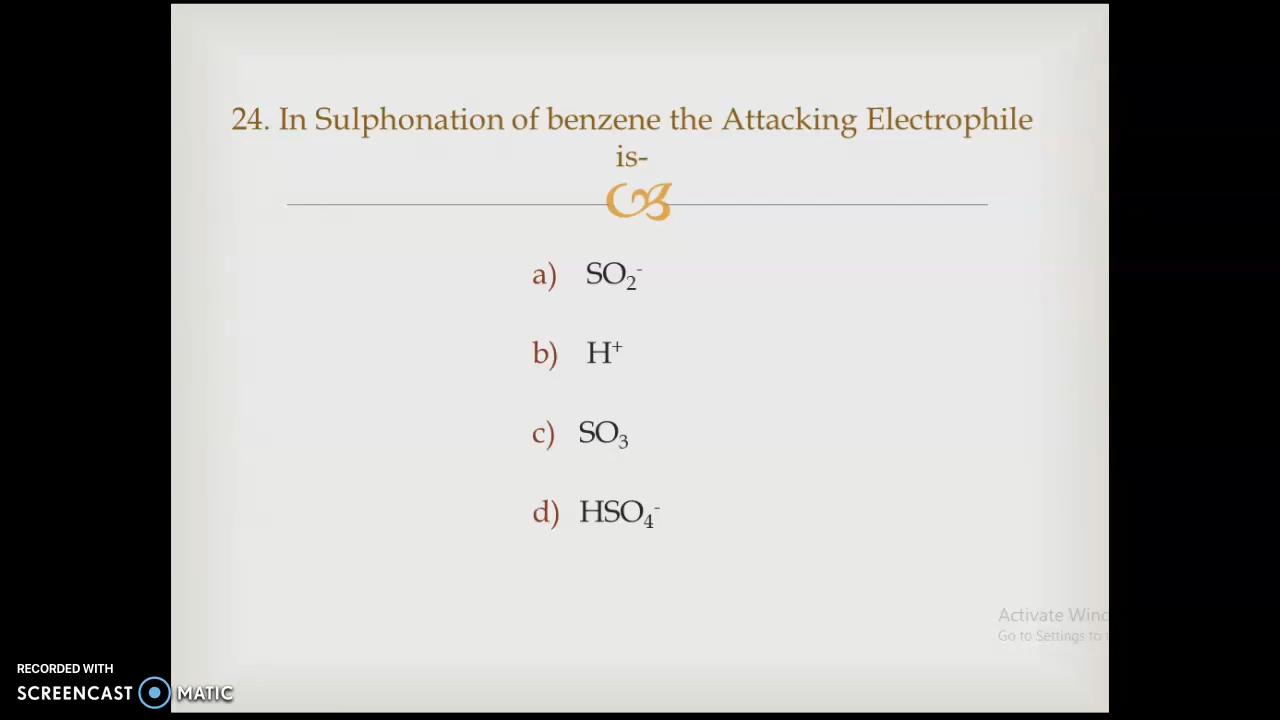 24. In Sulphonation of benzene the Attacking Electrophile
is-
a) SO₂⁻
b) H⁺
c) SO₃
d) HSO₄⁻
Activate Wind
Go to Settings to
RECORDED WITH
SCREENCAST MATIC